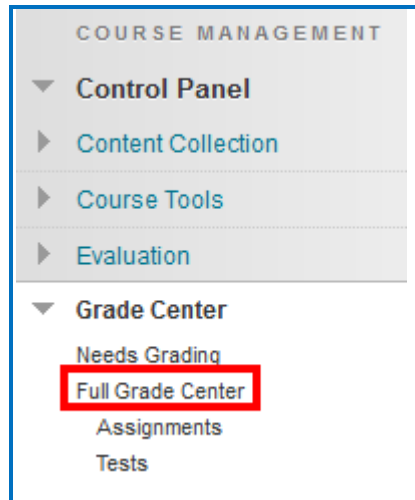 COURSE MANAGEMENT
Control Panel
Content Collection
Course Tools
Evaluation
Grade Center
Needs Grading
Full Grade Center
Assignments
Tests